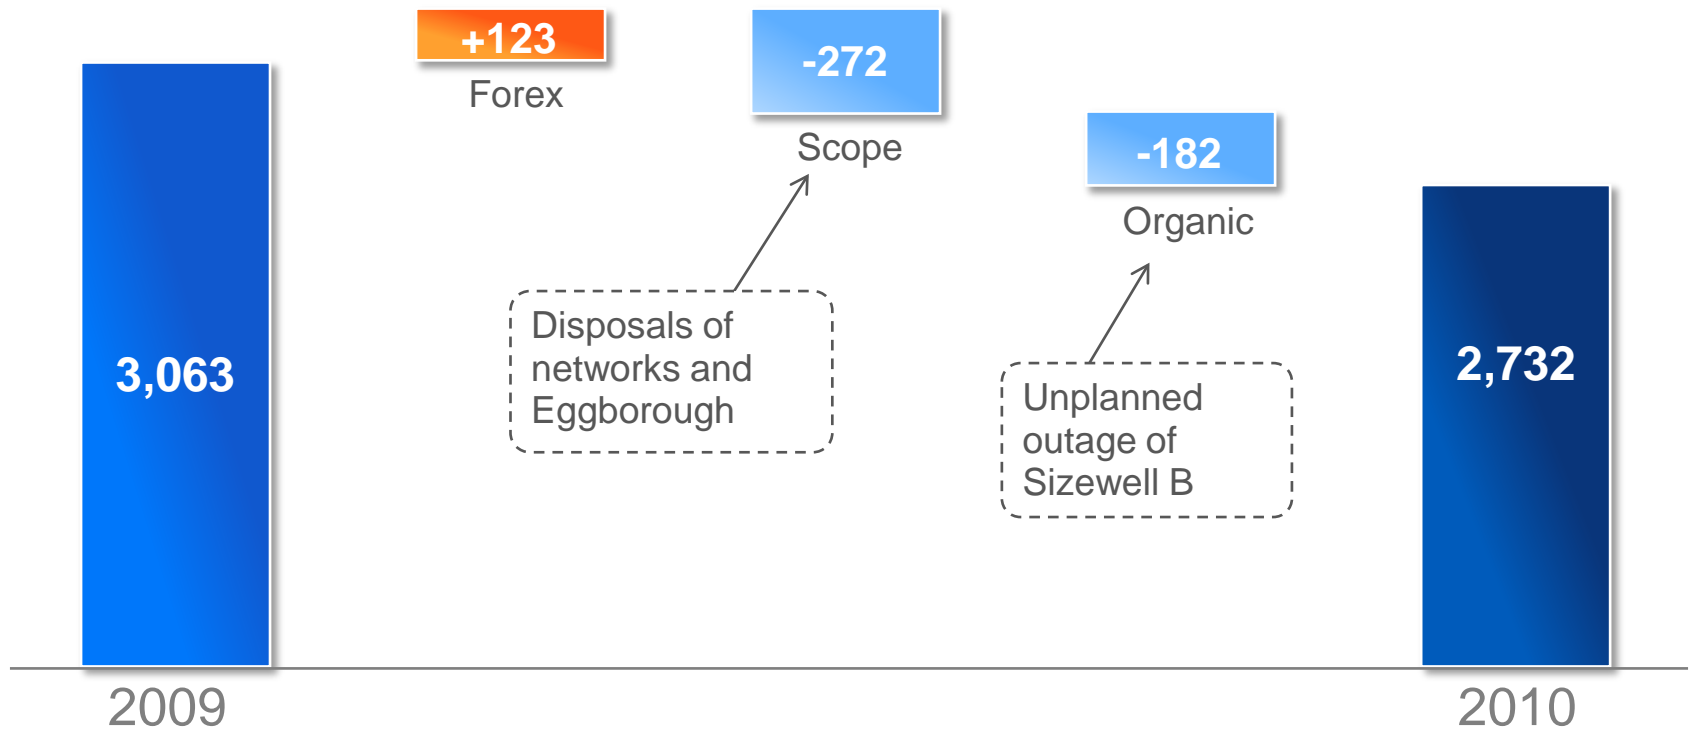 +123
Forex
-272
Scope
-182
Organic
3,063
Disposals of
networks and
Eggborough
Unplanned
outage of
Sizewell B
2,732
2009
2010